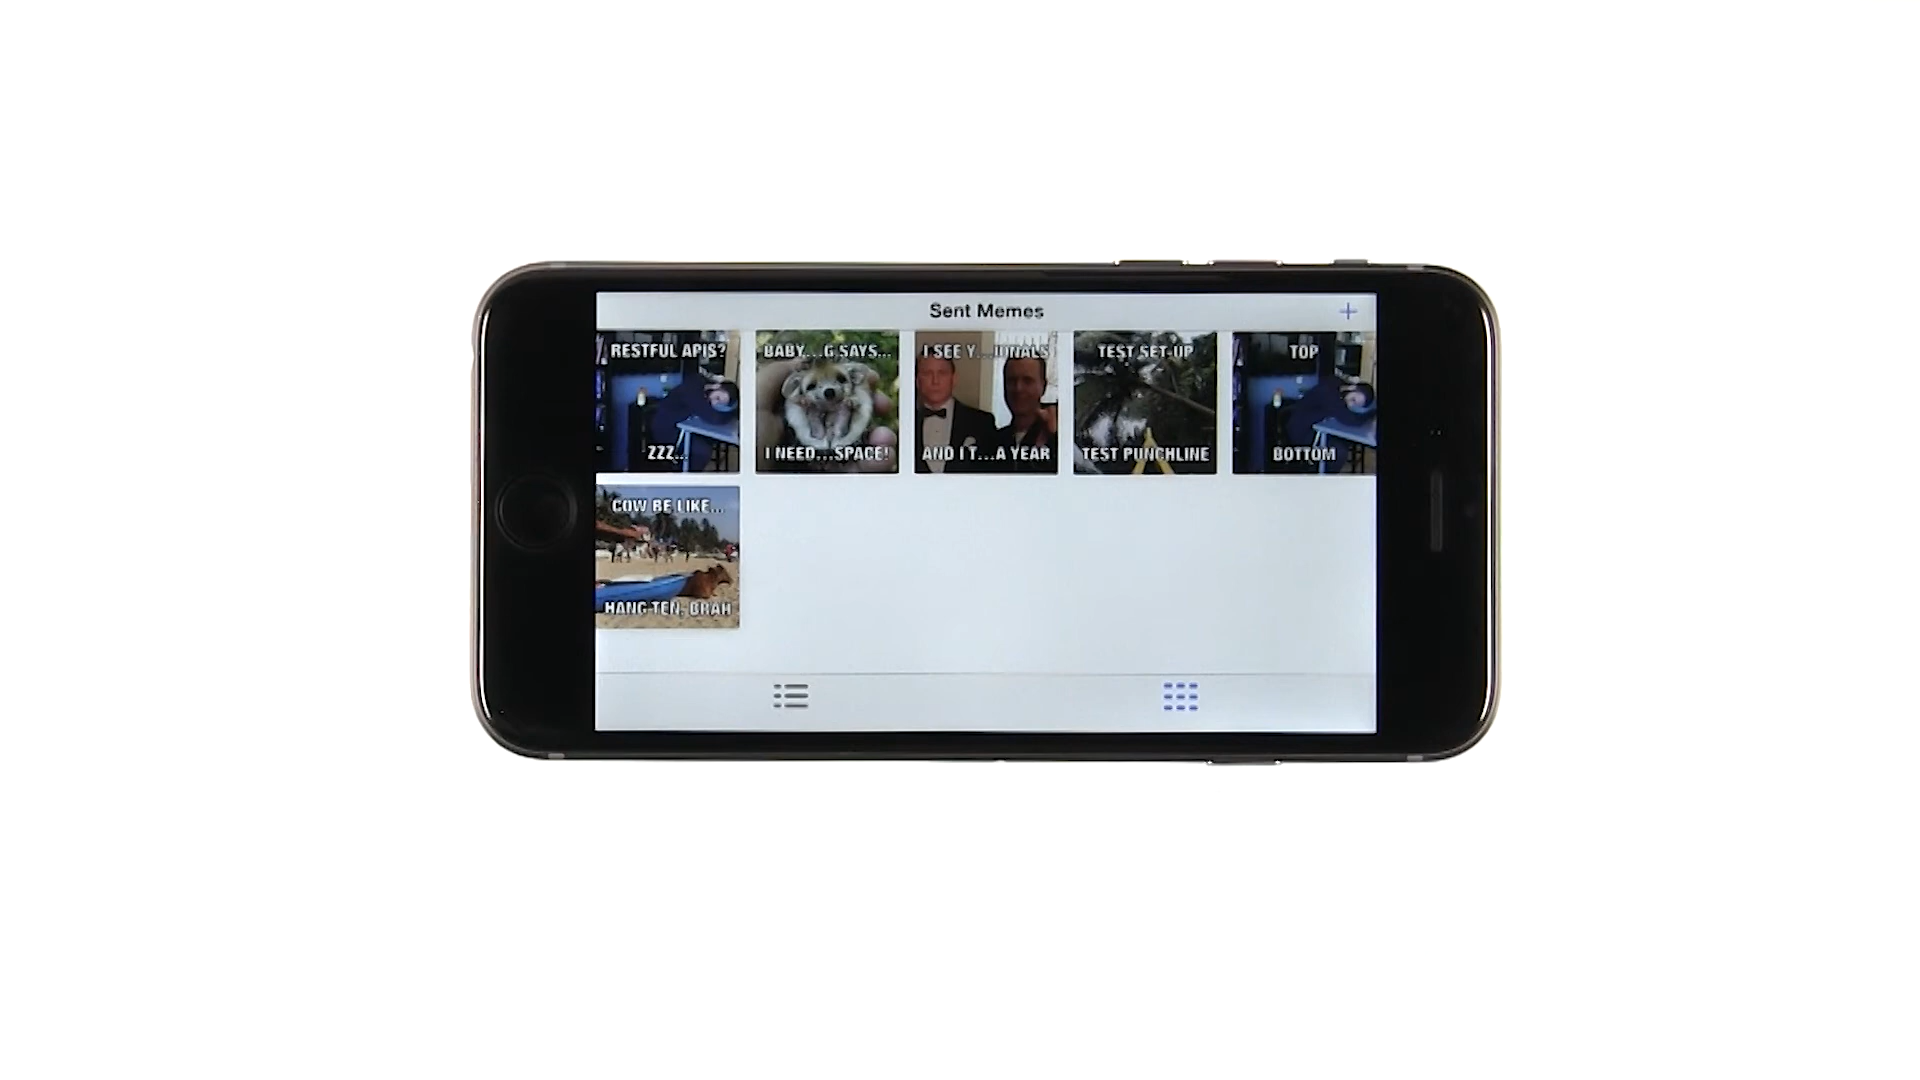 Sent Memes
+
RESTFUL APIS?
ZZZ...
BABY...G SAYS...
I NEED...SPACE!
I SEE Y...
AND I T...A YEAR
TEST SET-UP
TEST PUNCHLINE
TOP
BOTTOM
COW BE LIKE...
HANG TEN, BRAH